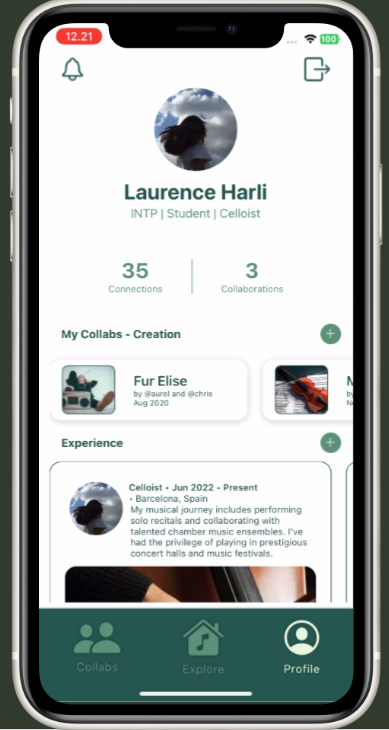 12.21
100
Laurence Harli
INTP | Student | Celloist
35
Connections
3
Collaborations
My Collabs - Creation
Fur Elise
by @aurel and @chris
Aug 2020
M
by
N
Experience
Celloist • Jun 2022 - Present
- Barcelona, Spain
My musical journey includes performing
solo recitals and collaborating with
talented chamber music ensembles. I've
had the privilege of playing in prestigious
concert halls and music festivals.
Collabs
Explore
Profile